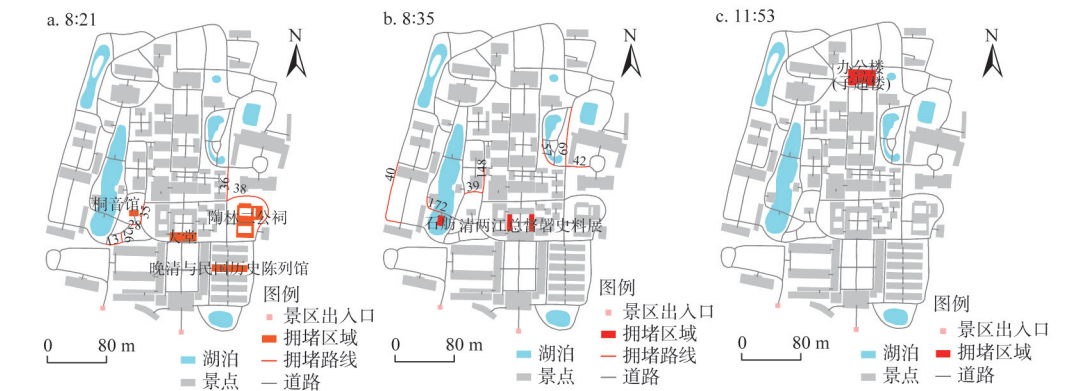 a. 8:21
N
36
38
桐音馆
35
陶林二公祠
大堂
晚清与民国历史陈列馆
图例
景区出入口
拥堵区域
拥堵路线
湖泊
景点
道路
0 80 m
b. 8:35
N
57
69
42
40
148
39
172
石舫
清两江总督署史料展
图例
景区出入口
拥堵区域
拥堵路线
湖泊
景点
道路
0 80 m
c. 11:53
N
办公楼
(子超楼)
图例
景区出入口
拥堵区域
湖泊
景点
道路
0 80 m